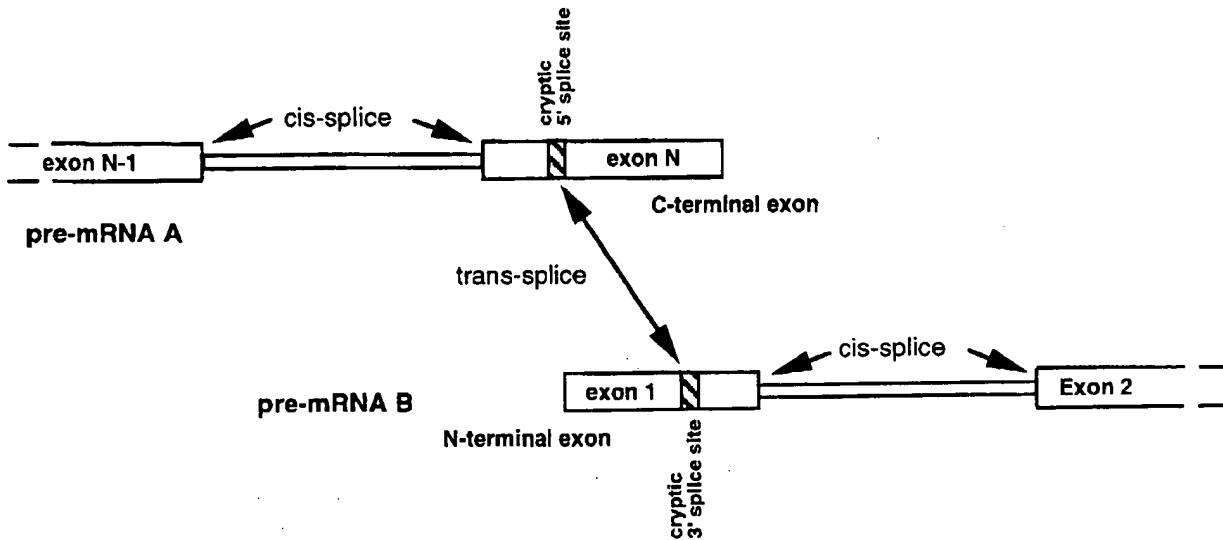 cryptic
5' splice site
cis-splice
exon N-1
exon N
C-terminal exon
pre-mRNA A
trans-splice
cis-splice
exon 1
Exon 2
pre-mRNA B
N-terminal exon
cryptic
3' splice site